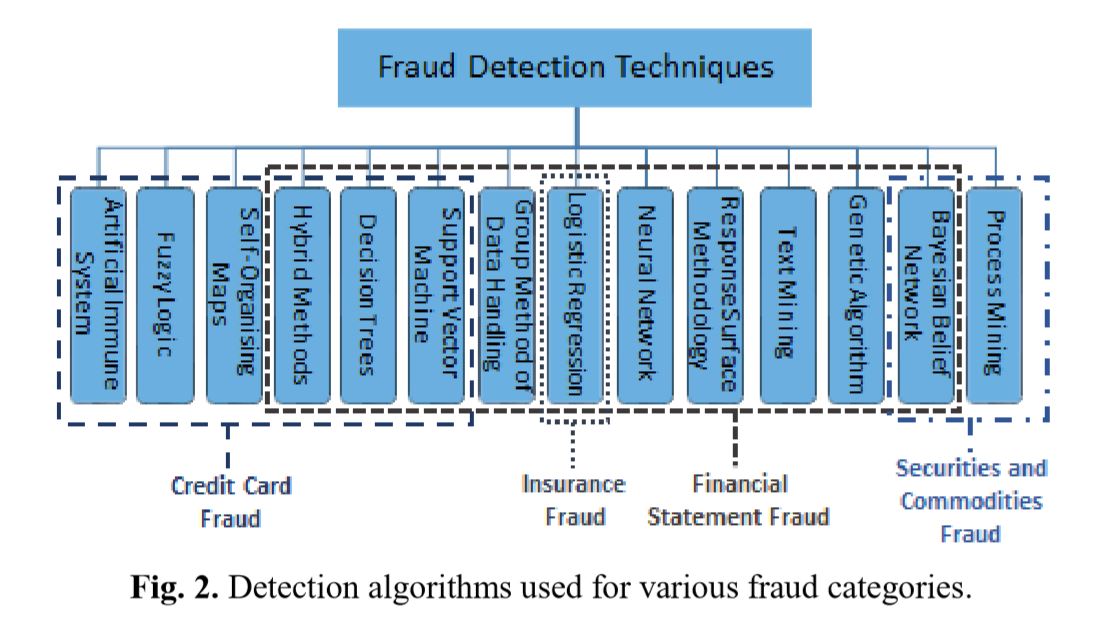 Fraud Detection Techniques
Artificial Immune
System
Fuzzy Logic
Self-Organising
Maps
Hybrid Methods
Decision Trees
Support Vector
Machine
Group Method of
Data Handling
Logistic Regression
Neural Network
Response Surface
Methodology
Text Mining
Genetic Algorithm
Bayesian Belief
Network
Process Mining
Credit Card
Fraud
Insurance
Fraud
Financial
Statement Fraud
Securities and
Commodities
Fraud
Fig. 2. Detection algorithms used for various fraud categories.